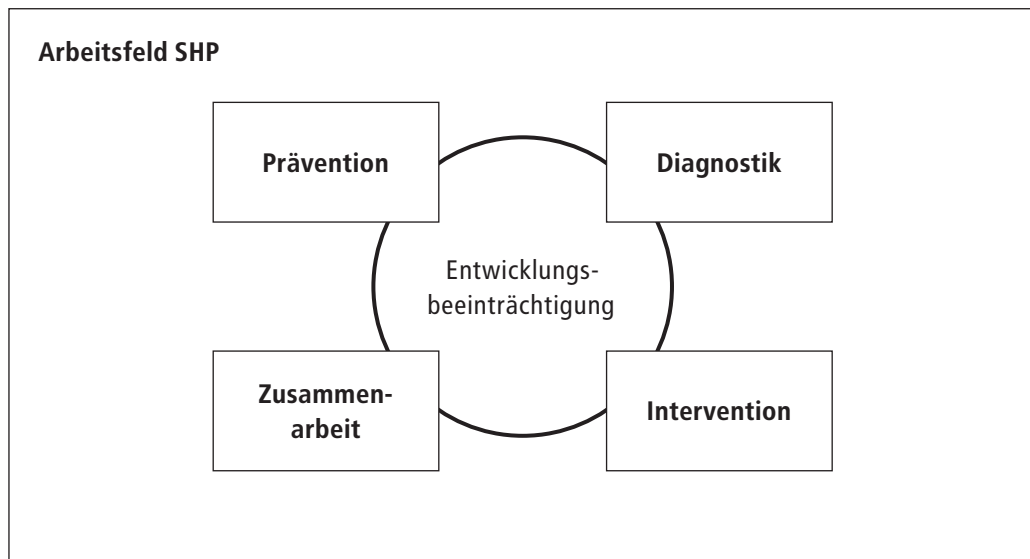 Arbeitsfeld SHP
Prävention
Diagnostik
Entwicklungs-
beeinträchtigung
Zusammen-
arbeit
Intervention